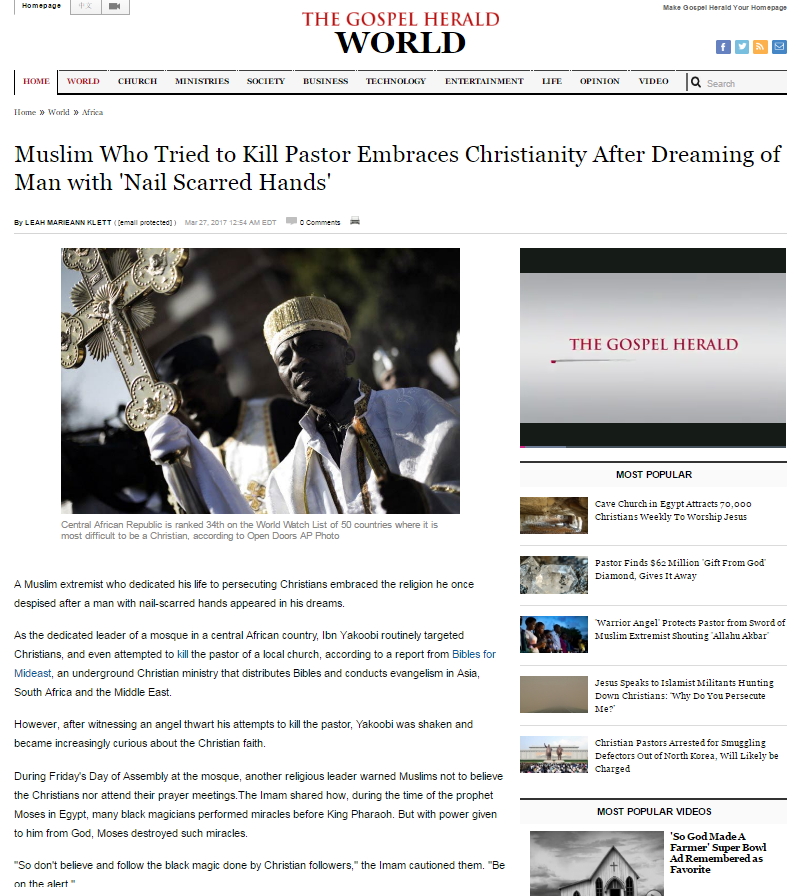 Homepage
中文
Make Gospel Herald Your Homepage
THE GOSPEL HERALD
WORLD
HOME WORLD CHURCH MINISTRIES SOCIETY BUSINESS TECHNOLOGY ENTERTAINMENT LIFE OPINION VIDEO Search
Home » World » Africa
Muslim Who Tried to Kill Pastor Embraces Christianity After Dreaming of
Man with 'Nail Scarred Hands'
By LEAH MARIEANN KLETT ( [email protected] ) Mar 27, 2017 12:54 AM EDT 0 Comments
Central African Republic is ranked 34th on the World Watch List of 50 countries where it is
most difficult to be a Christian, according to Open Doors AP Photo
A Muslim extremist who dedicated his life to persecuting Christians embraced the religion he once
despised after a man with nail-scarred hands appeared in his dreams.
As the dedicated leader of a mosque in a central African country, Ibn Yakoobi routinely targeted
Christians, and even attempted to kill the pastor of a local church, according to a report from Bibles for
Mideast, an underground Christian ministry that distributes Bibles and conducts evangelism in Asia,
South Africa and the Middle East.
However, after witnessing an angel thwart his attempts to kill the pastor, Yakoobi was shaken and
became increasingly curious about the Christian faith.
During Friday's Day of Assembly at the mosque, another religious leader warned Muslims not to believe
the Christians nor attend their prayer meetings.The Imam shared how, during the time of the prophet
Moses in Egypt, many black magicians performed miracles before King Pharaoh. But with power given
to him from God, Moses destroyed such miracles.
"So don't believe and follow the black magic done by Christian followers," the Imam cautioned them. "Be
on the alert."
THE GOSPEL HERALD
MOST POPULAR
Cave Church in Egypt Attracts 70,000
Christians Weekly To Worship Jesus
Pastor Finds $62 Million 'Gift From God'
Diamond, Gives It Away
'Warrior Angel' Protects Pastor from Sword of
Muslim Extremist Shouting 'Allahu Akbar'
Jesus Speaks to Islamist Militants Hunting
Down Christians: 'Why Do You Persecute
Me?'
Christian Pastors Arrested for Smuggling
Defectors Out of North Korea, Will Likely be
Charged
MOST POPULAR VIDEOS
'So God Made A
Farmer' Super Bowl
Ad Remembered as
Favorite